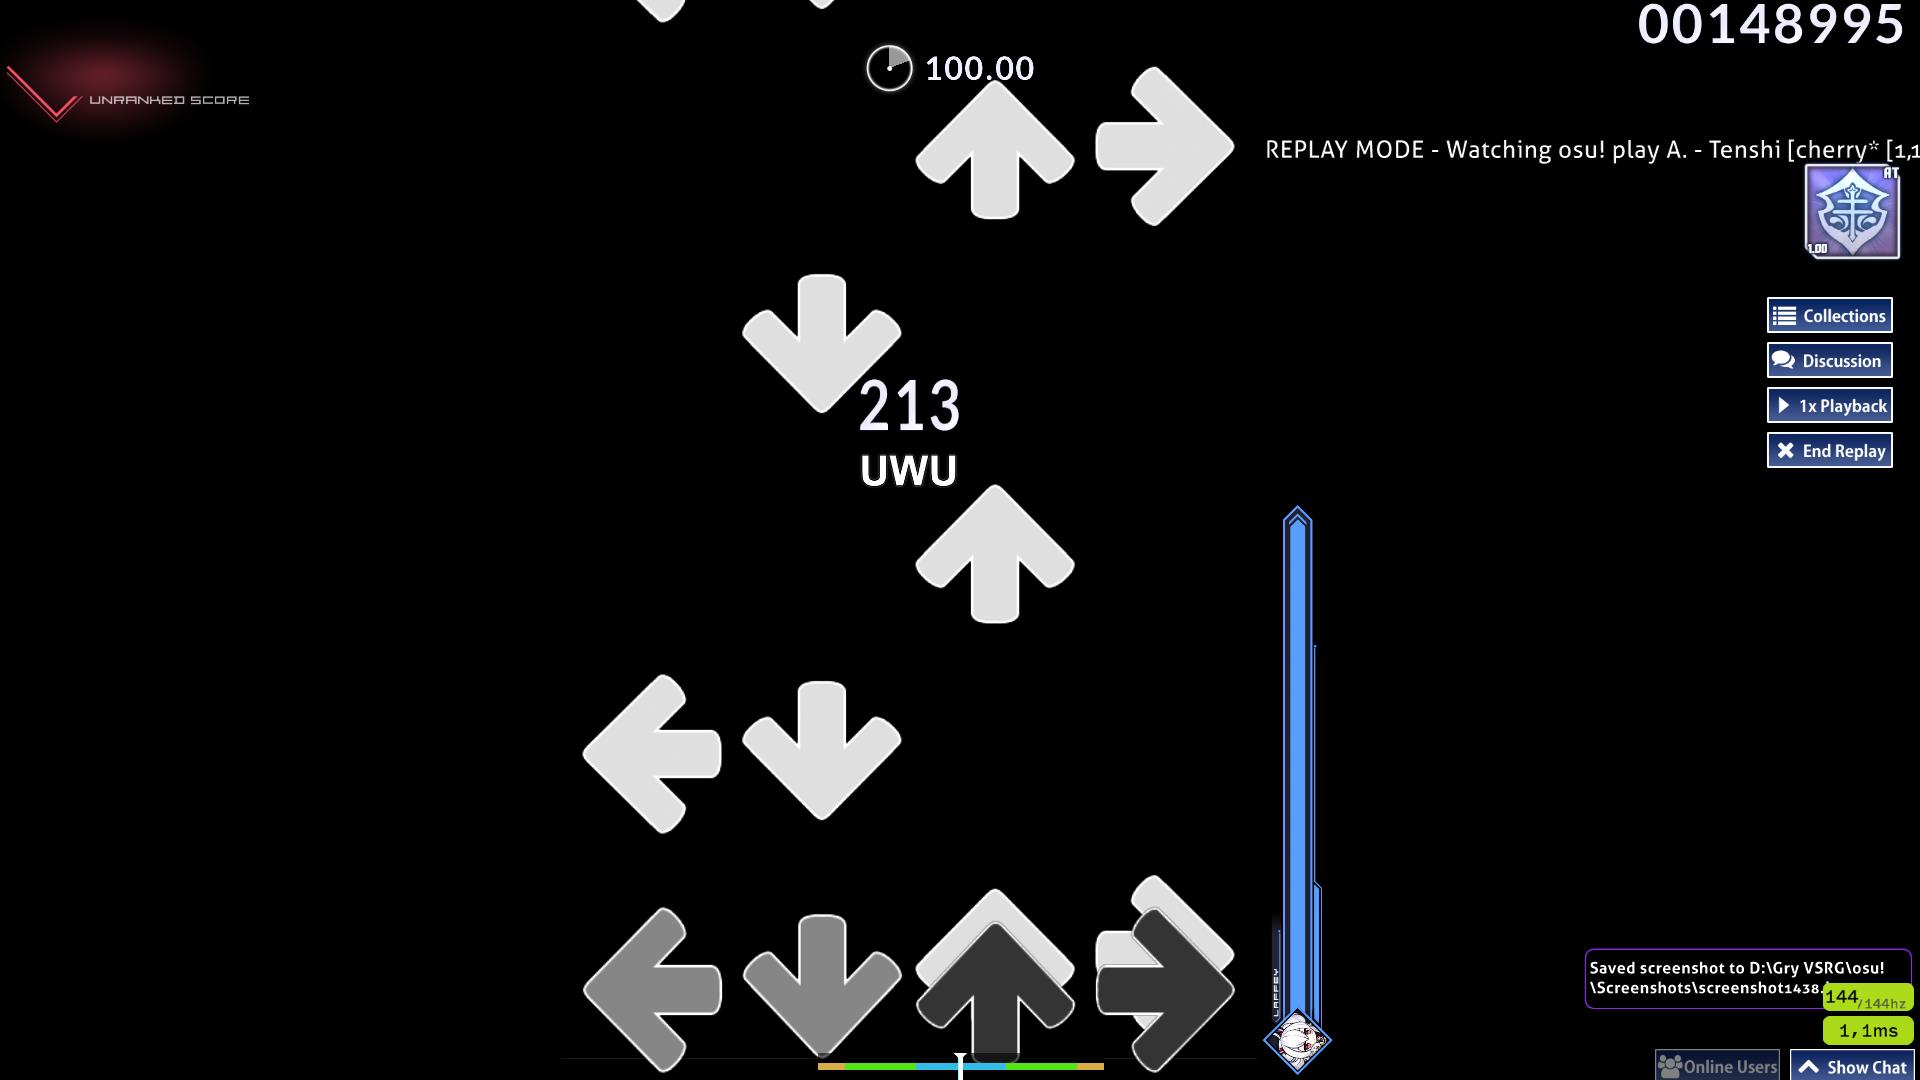 00148995
100.00
UNRANKED SCORE
REPLAY MODE - Watching osu! play A. - Tenshi [cherry* [1,1
AT
1.00
Collections
Discussion
1x Playback
End Replay
213
UWU
LAFFEY
Saved screenshot to D:\Gry VSRG\osu!
\Screenshots\screenshot1438.
144/144hz
1,1ms
Online Users
Show Chat